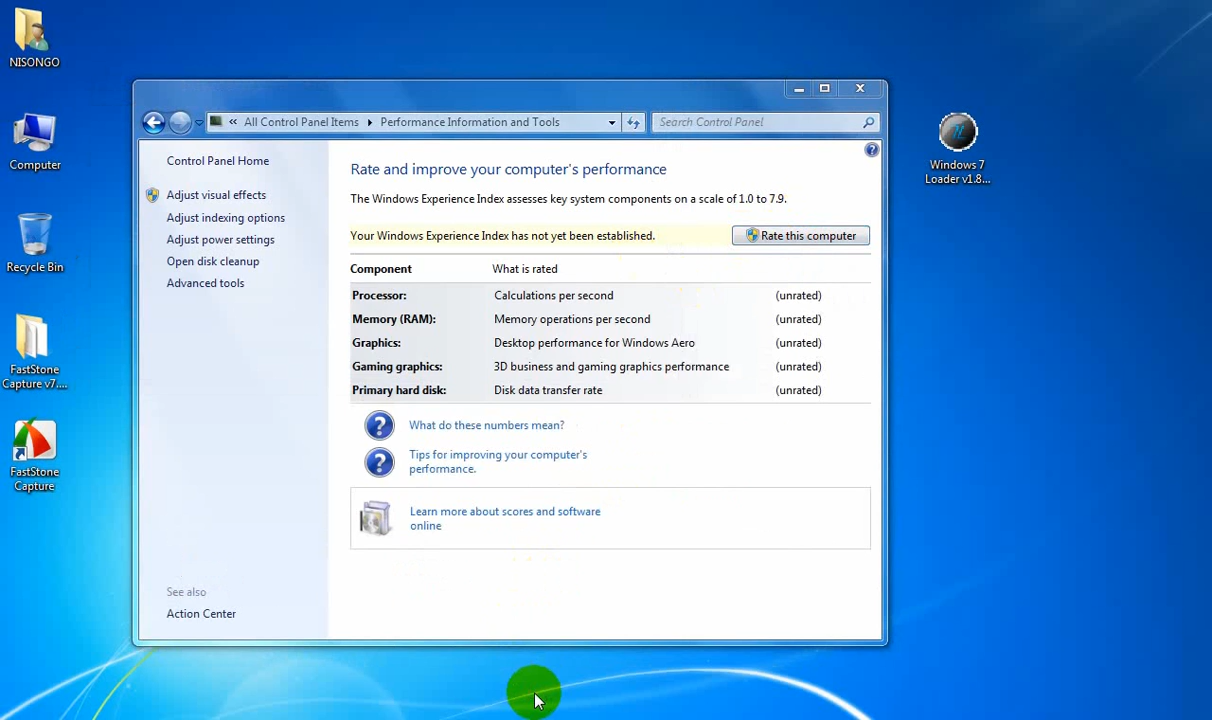 NISONGO
Computer
Recycle Bin
FastStone
Capture v7....
FastStone
Capture
« All Control Panel Items Performance Information and Tools
Search Control Panel
Control Panel Home
Adjust visual effects
Adjust indexing options
Adjust power settings
Open disk cleanup
Advanced tools
See also
Action Center
Rate and improve your computer's performance
The Windows Experience Index assesses key system components on a scale of 1.0 to 7.9.
Your Windows Experience Index has not yet been established.
Rate this computer
Component What is rated
Processor: Calculations per second (unrated)
Memory (RAM): Memory operations per second (unrated)
Graphics: Desktop performance for Windows Aero (unrated)
Gaming graphics: 3D business and gaming graphics performance (unrated)
Primary hard disk: Disk data transfer rate (unrated)
? What do these numbers mean?
? Tips for improving your computer's
performance.
Learn more about scores and software
online
?
Windows 7
Loader v1.8...